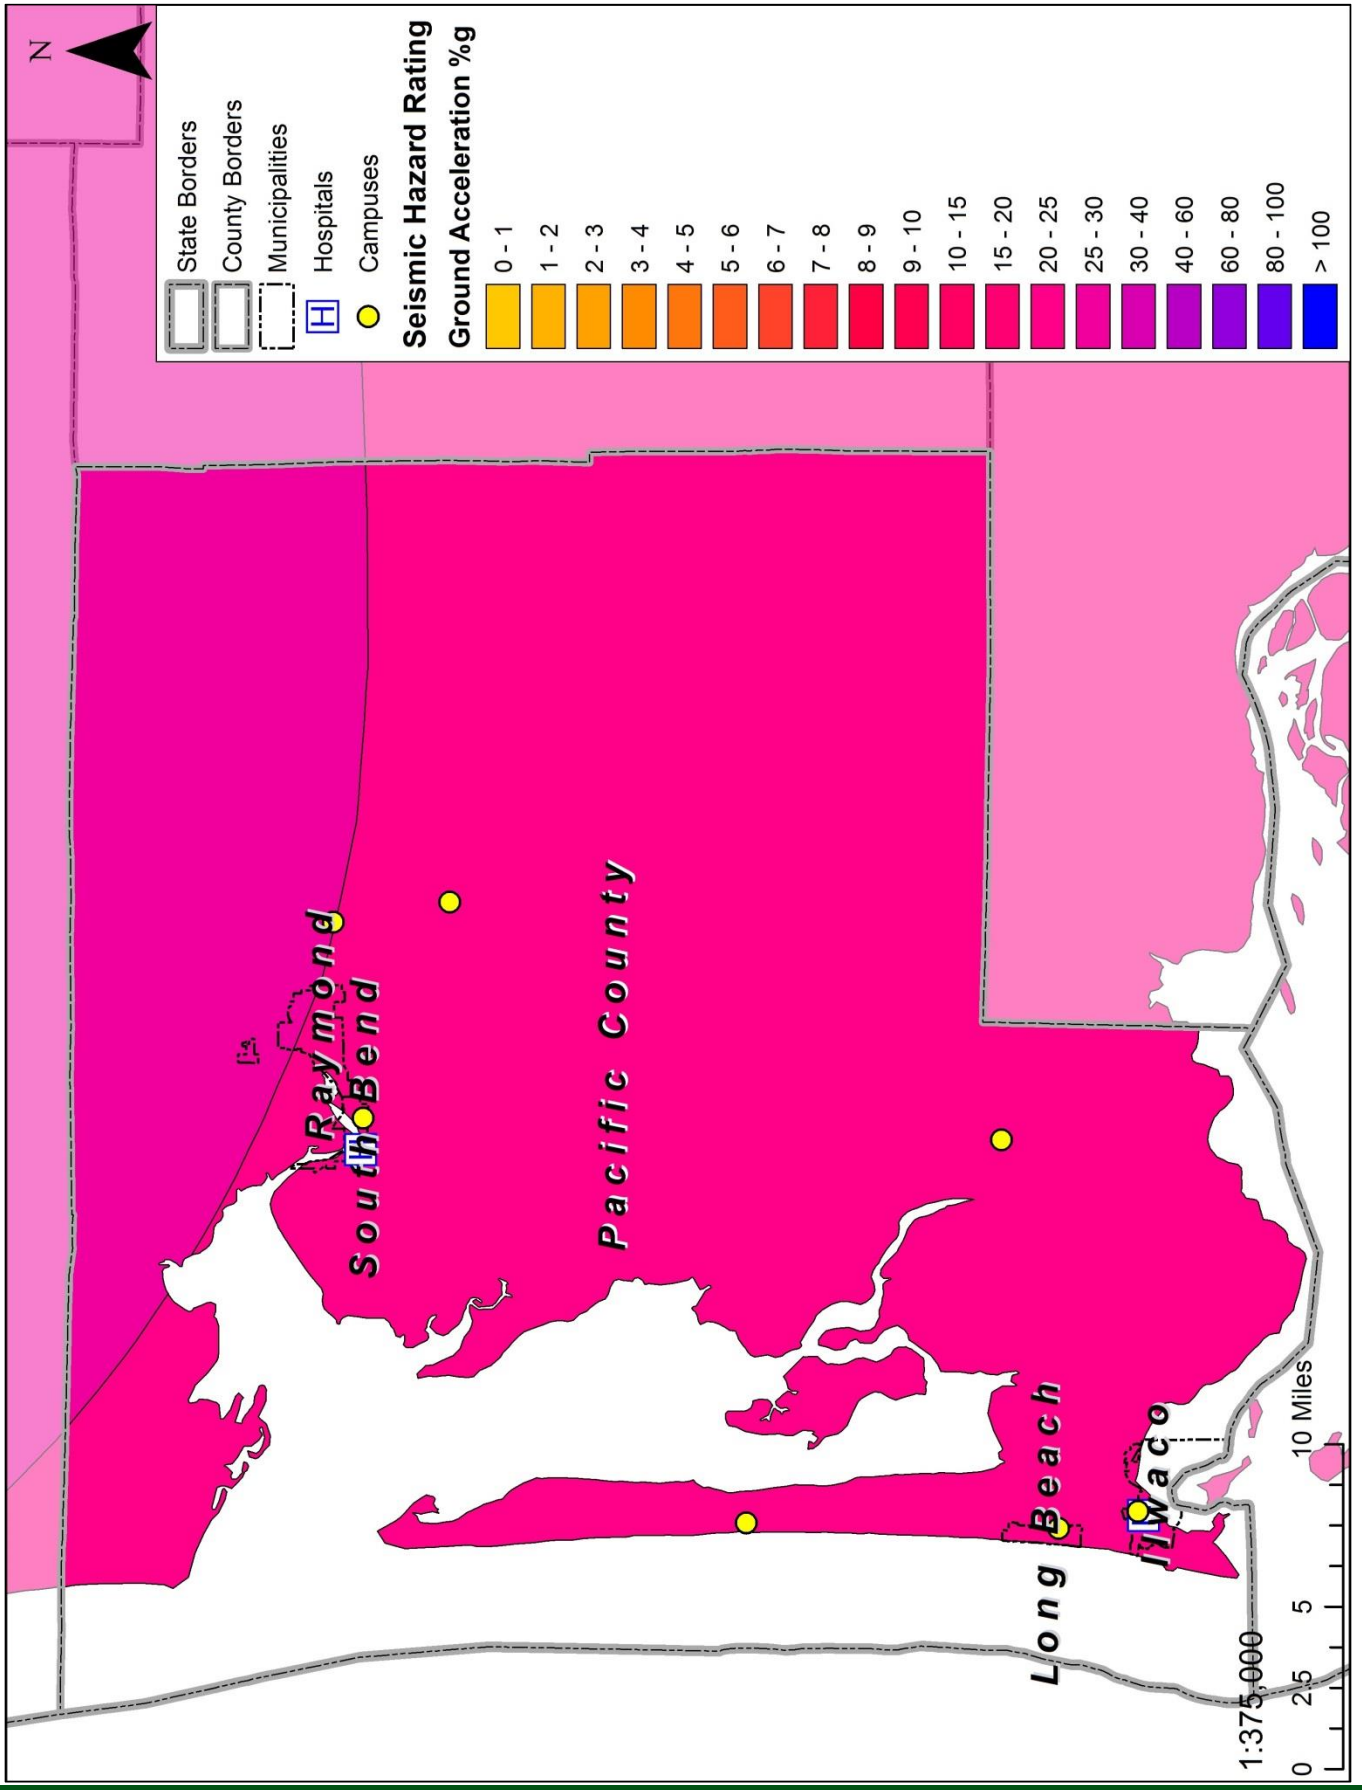 N
State Borders
County Borders
Municipalities
H
Hospitals
Campuses
Seismic Hazard Rating
Ground Acceleration %g
0 - 1
1 - 2
2 - 3
3 - 4
4 - 5
5 - 6
6 - 7
7 - 8
8 - 9
9 - 10
10 - 15
15 - 20
20 - 25
25 - 30
30 - 40
40 - 60
60 - 80
80 - 100
> 100
Raymond
H
South Bend
Pacific County
Long Beach
H
Ilwaco
1:375,000
0 2.5 5 10 Miles